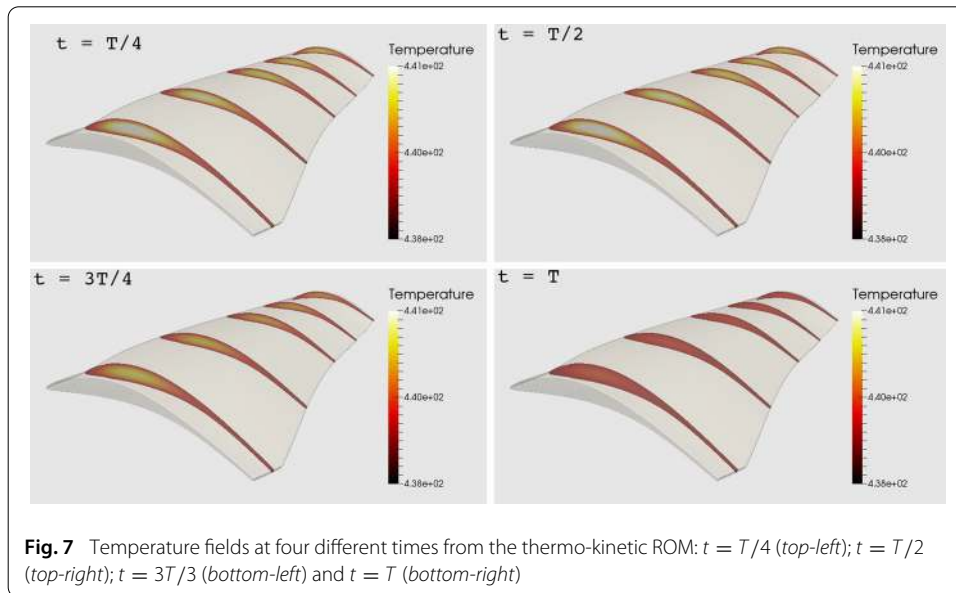 t = T/4
Temperature
4.41e+02
4.40e+02
4.38e+02
t = T/2
Temperature
4.41e+02
4.40e+02
4.38e+02
t = 3T/4
Temperature
4.41e+02
4.40e+02
4.38e+02
t = T
Temperature
4.41e+02
4.40e+02
4.38e+02
Fig. 7 Temperature fields at four different times from the thermo-kinetic ROM: t = T/4 (top-left); t = T/2
(top-right); t = 3T/3 (bottom-left) and t = T (bottom-right)